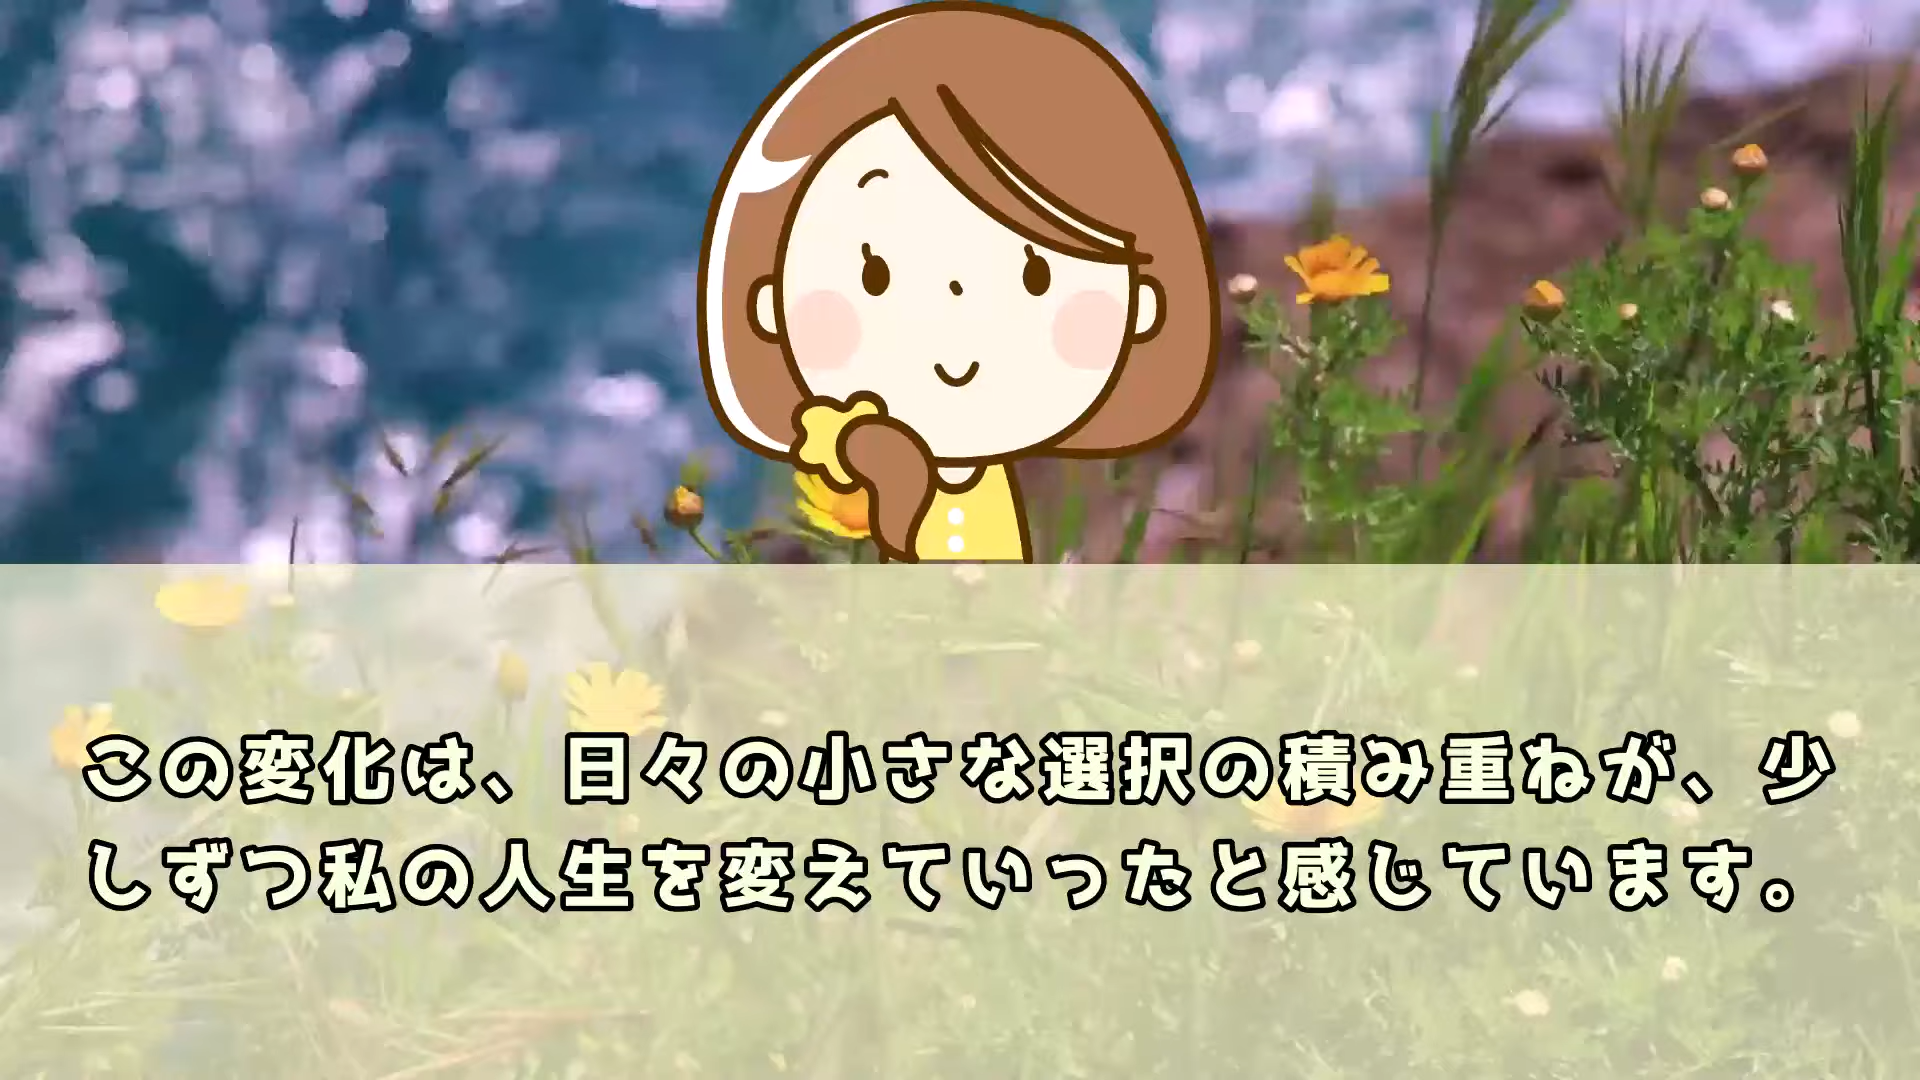 この変化は、日々の小さな選択の積み重ねが、少
しずつ私の人生を変えていったと感じています。